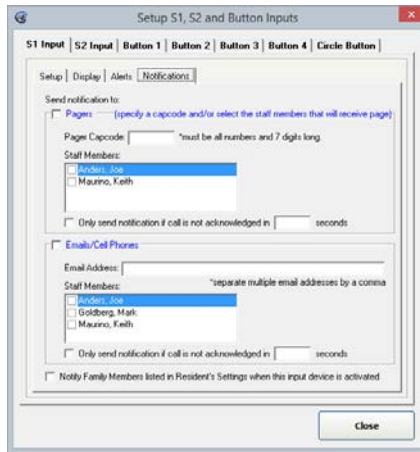 Setup S1, S2 and Button Inputs
S1 Input S2 Input Button 1 Button 2 Button 3 Button 4 Circle Button
Setup Display Alerts Notifications
Send notification to:
Pagers (specify a capcode and/or select the staff members that will receive page)
Pager Capcode: *must be all numbers and 7 digits long.
Staff Members:
Anders, Joe
Maurino, Keith
Only send notification if call is not acknowledged in seconds
Emails/Cell Phones
Email Address:
*separate multiple email addresses by a comma
Staff Members:
Anders, Joe
Goldberg, Mark
Maurino, Keith
Only send notification if call is not acknowledged in seconds
Notify Family Members listed in Resident's Settings when this input device is activated
Close